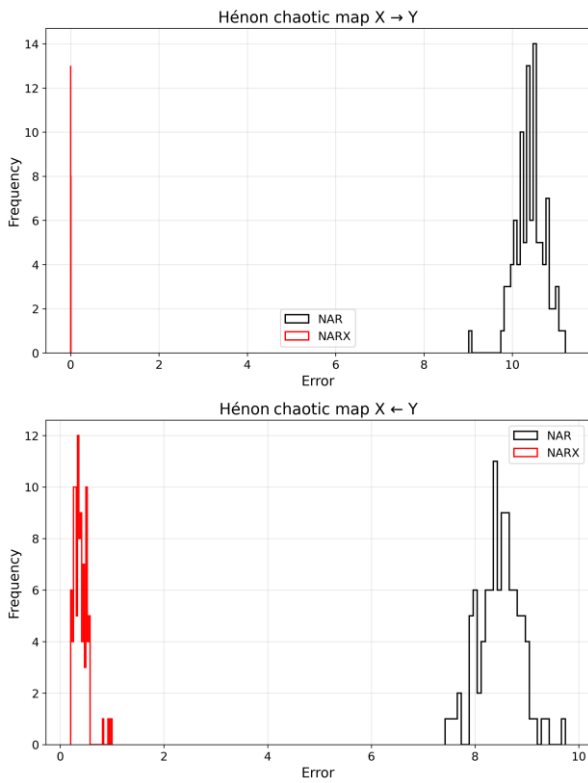 Hénon chaotic map X → Y
14
12
10
8
6
4
2
0
Frequency
NAR
NARX
0 2 4 6 8 10
Error
Hénon chaotic map X ← Y
12
10
8
6
4
2
0
Frequency
NAR
NARX
0 2 4 6 8 10
Error